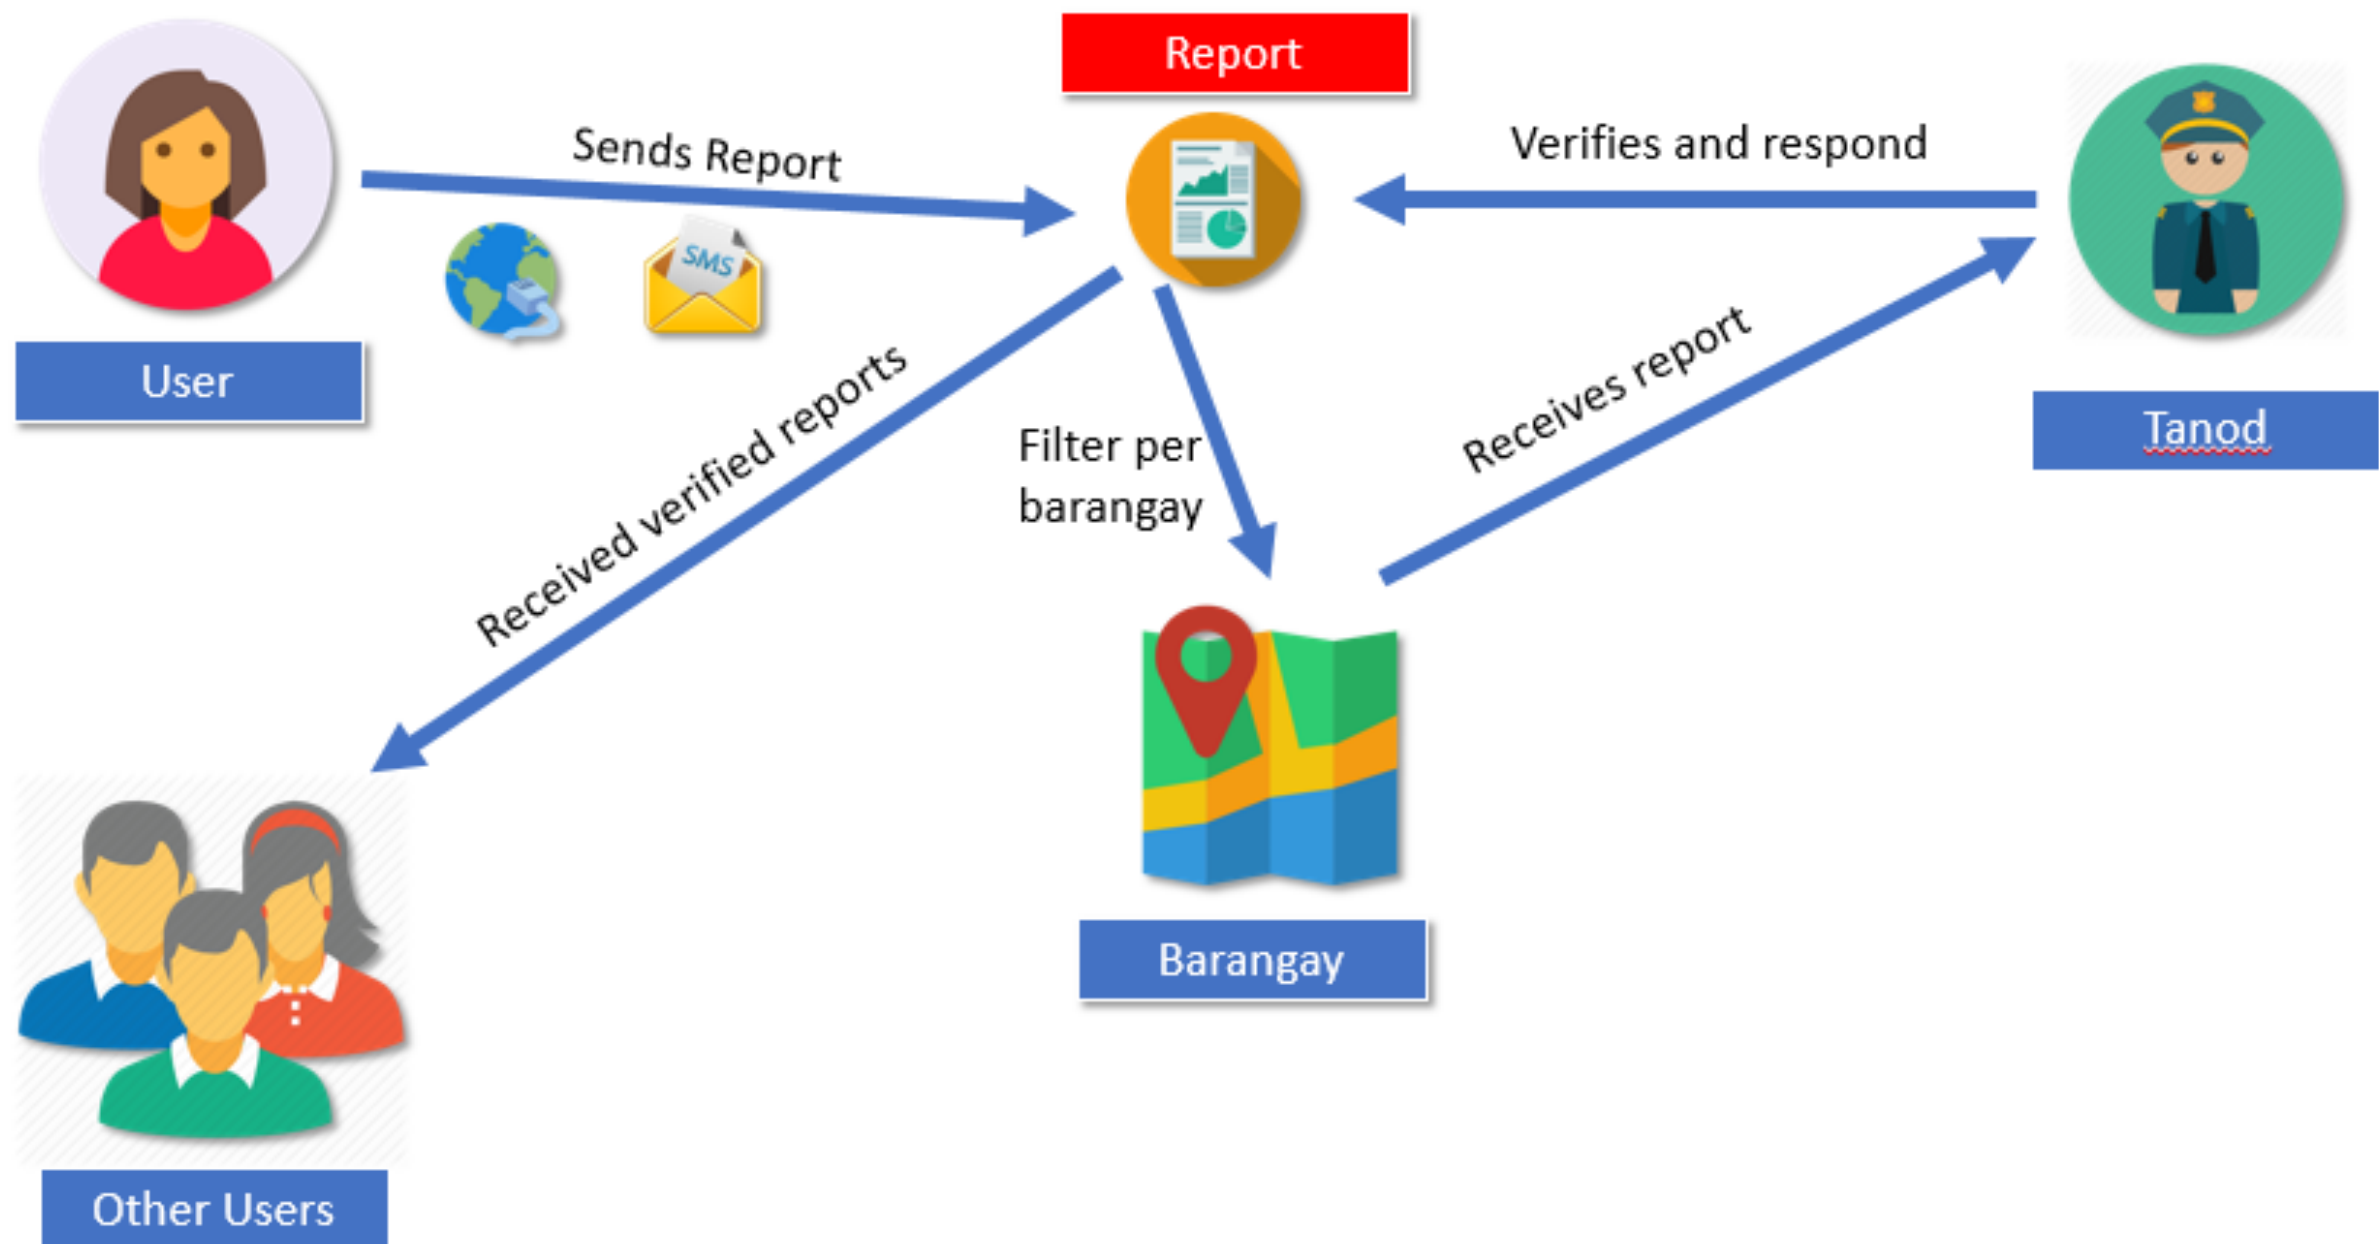 Report
Sends Report
Verifies and respond
SMS
User
Received verified reports
Filter per
barangay
Receives report
Tanod
Barangay
Other Users